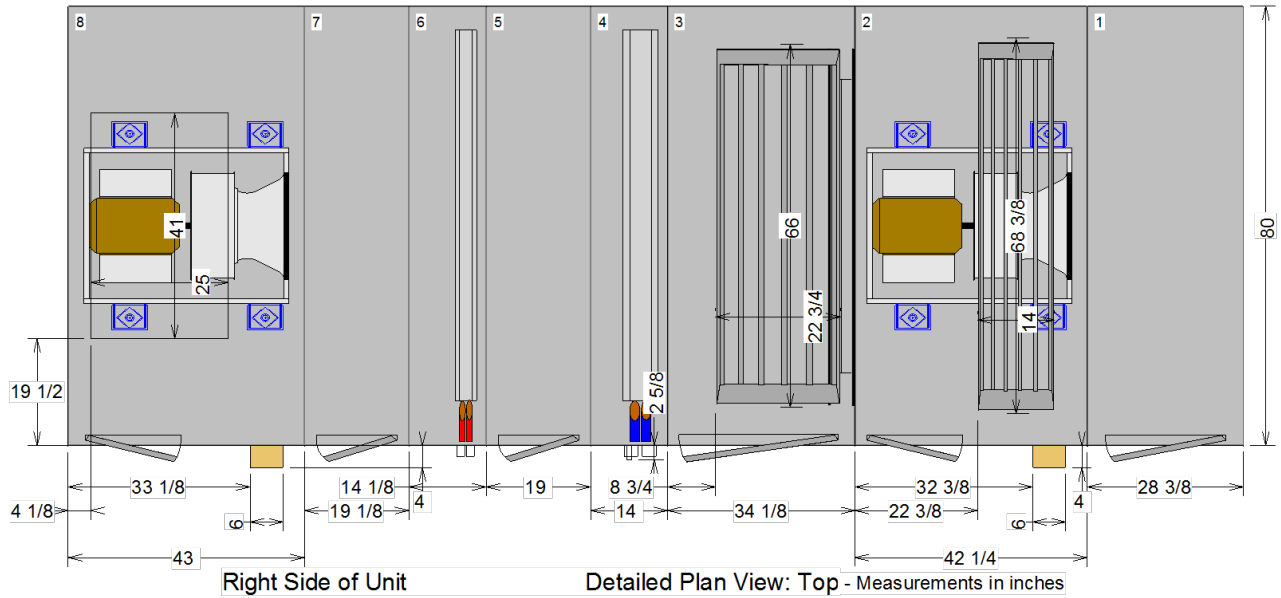 8 7 6 5 4 3 2 1
41
25
66
22 3/4
68 3/8
14
80
19 1/2
2 5/8
33 1/8 14 1/8 4 19 8 3/4 32 3/8 4 28 3/8
4 1/8 6 19 1/8 14 34 1/8 22 3/8 6
43 42 1/4
Right Side of Unit Detailed Plan View: Top - Measurements in inches